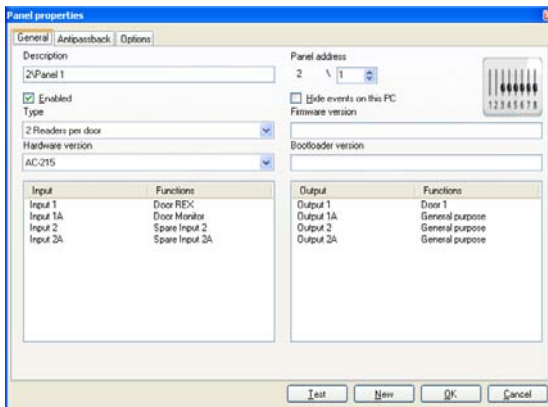 Panel properties
General Antipassback Options
Description
2\Panel 1
Enabled
Type
2 Readers per door
Hardware version
AC-215
Panel address
2 \ 1
Hide events on this PC
Firmware version
Bootloader version
12345678
Input Functions
Input 1 Door REX
Input 1A Door Monitor
Input 2 Spare Input 2
Input 2A Spare Input 2A
Output Functions
Output 1 Door 1
Output 1A General purpose
Output 2 General purpose
Output 2A General purpose
Test New OK Cancel